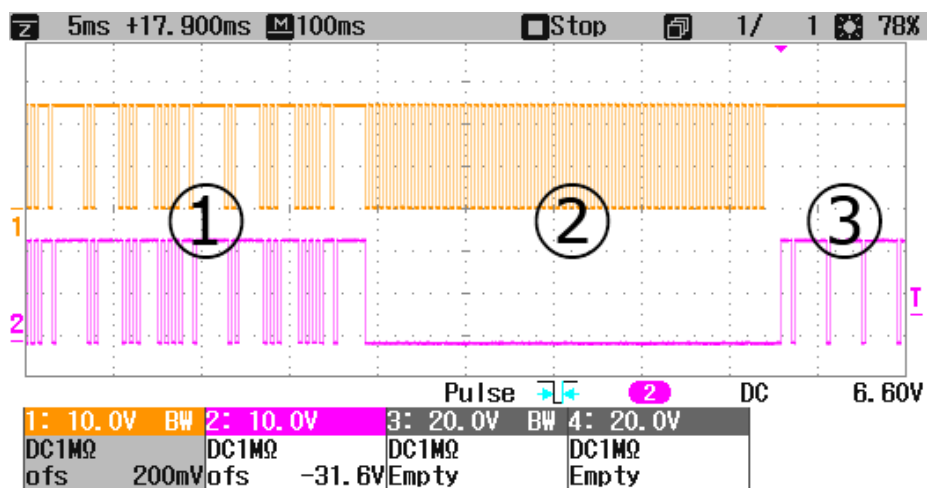 Z 5ms +17.900ms M 100ms Stop 1/ 1 78%
1
① ② ③
T
2
Pulse 2 DC 6.60V
1: 10.0V BW 2: 10.0V 3: 20.0V BW 4: 20.0V
DC1MΩ DC1MΩ DC1MΩ DC1MΩ
ofs 200mV ofs -31.6V Empty Empty